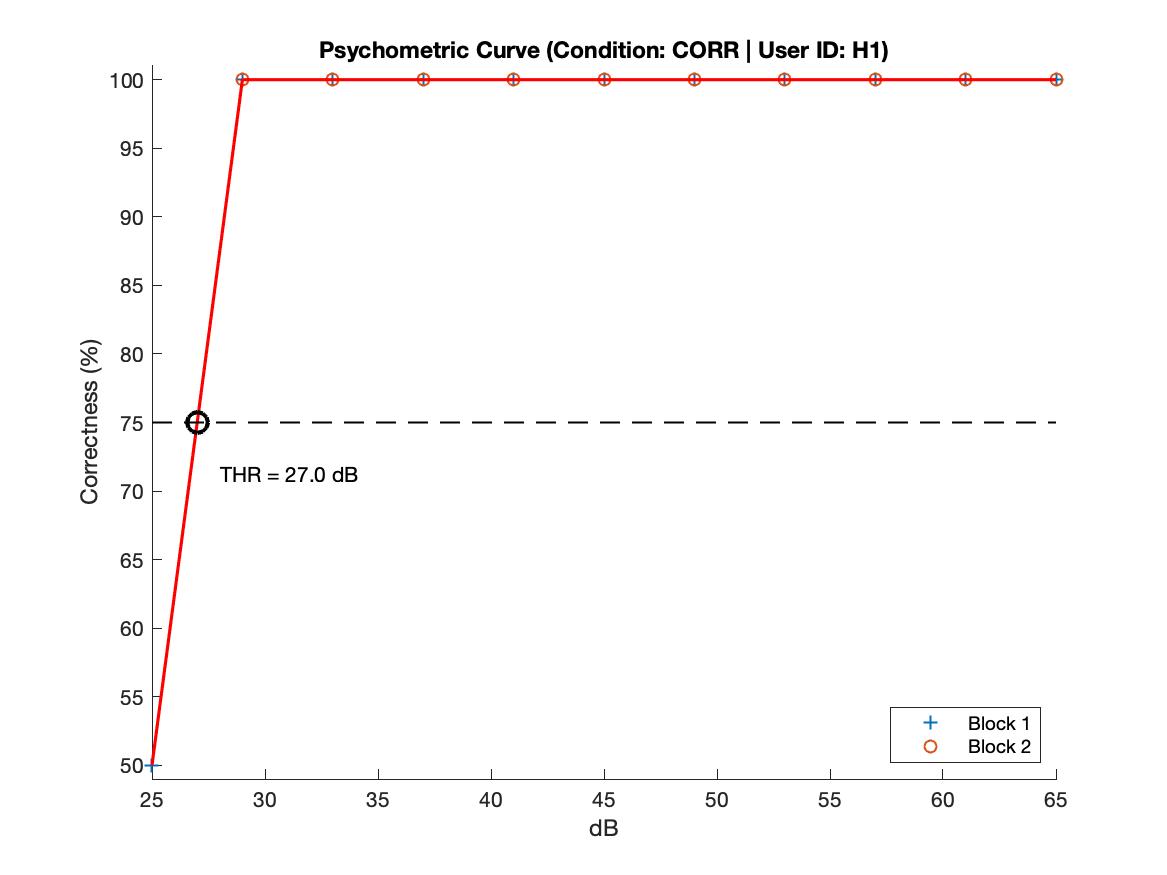 Psychometric Curve (Condition: CORR | User ID: H1)
100
95
90
85
80
75
70
65
60
55
50
Correctness (%)
THR = 27.0 dB
Block 1
Block 2
25 30 35 40 45 50 55 60 65
dB